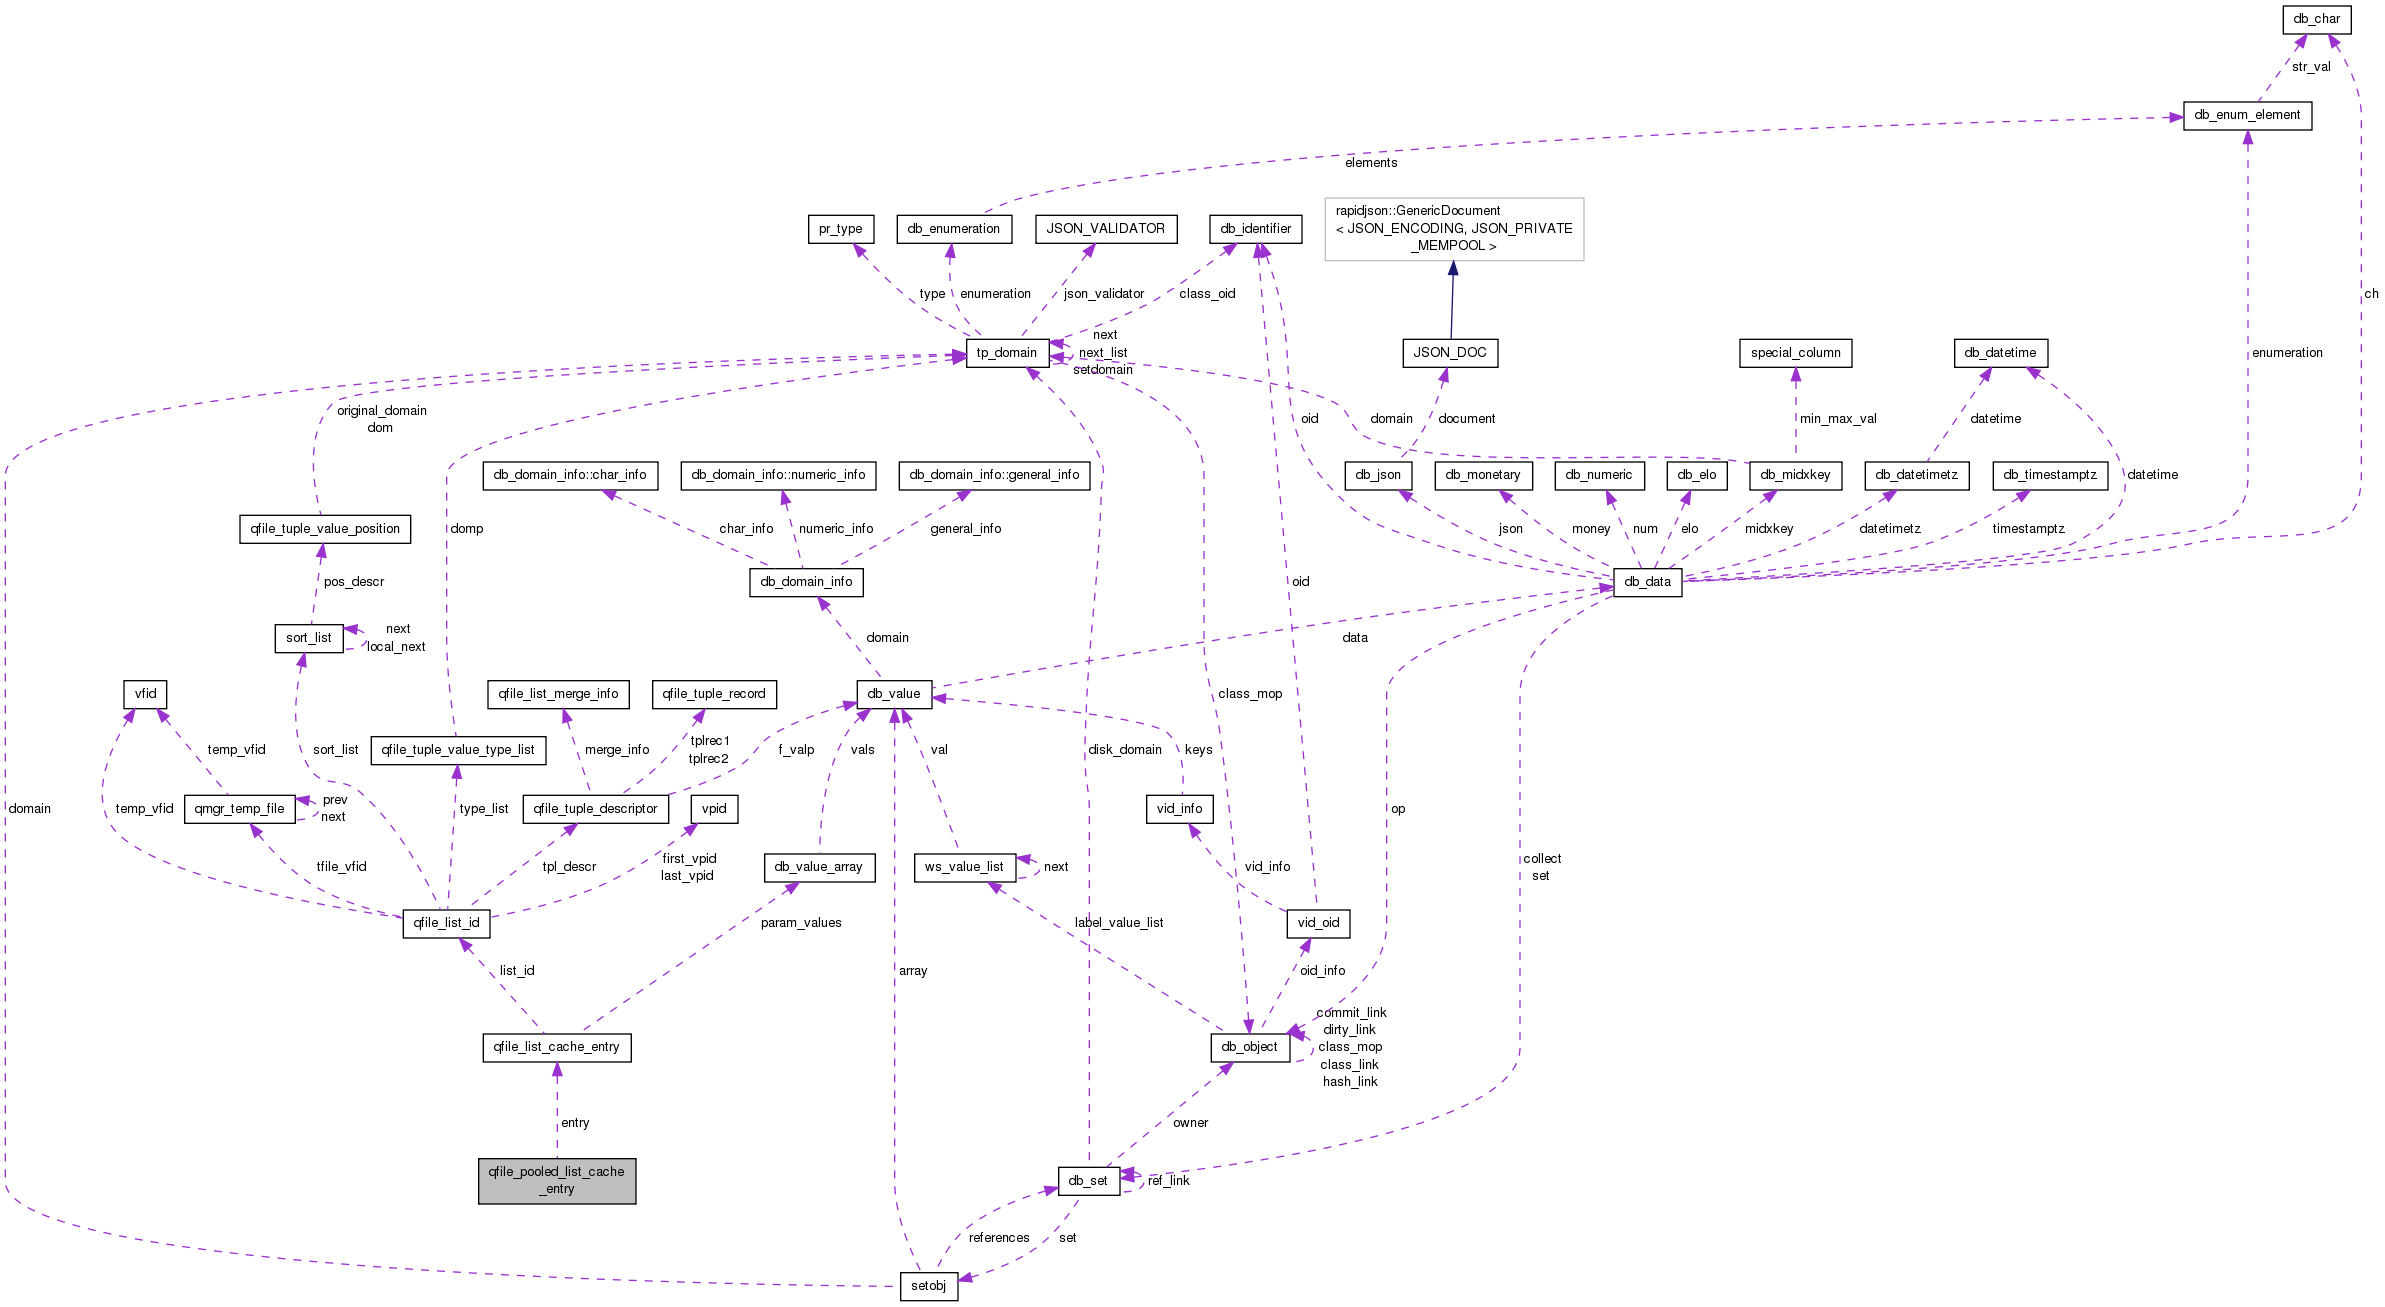 db_char
str_val
db_enum_element
elements
rapidjson::GenericDocument
< JSON_ENCODING, JSON_PRIVATE
_MEMPOOL >
pr_type
db_enumeration
JSON_VALIDATOR
db_identifier
type
enumeration
json_validator
class_oid
ch
next
next_list
setdomain
tp_domain
JSON_DOC
special_column
db_datetime
enumeration
original_domain
dom
oid
domain
document
min_max_val
datetime
db_domain_info::char_info
db_domain_info::numeric_info
db_domain_info::general_info
db_json
db_monetary
db_numeric
db_elo
db_midxkey
db_datetimetz
db_timestamptz
datetime
qfile_tuple_value_position
domp
char_info
numeric_info
general_info
json
money
num
elo
midxkey
datetimetz
timestamptz
pos_descr
db_domain_info
oid
db_data
sort_list
next
local_next
domain
data
vfid
qfile_list_merge_info
qfile_tuple_record
db_value
class_mop
temp_vfid
sort_list
qfile_tuple_value_type_list
merge_info
tplrec1
tplrec2
f_valp
vals
val
disk_domain
keys
domain
temp_vfid
qmgr_temp_file
prev
next
type_list
qfile_tuple_descriptor
vpid
vid_info
op
tfile_vfid
tpl_descr
first_vpid
last_vpid
db_value_array
ws_value_list
next
vid_info
collect
set
qfile_list_id
param_values
label_value_list
vid_oid
list_id
array
oid_info
qfile_list_cache_entry
db_object
commit_link
dirty_link
class_mop
class_link
hash_link
entry
owner
qfile_pooled_list_cache
_entry
db_set
ref_link
references
set
setobj